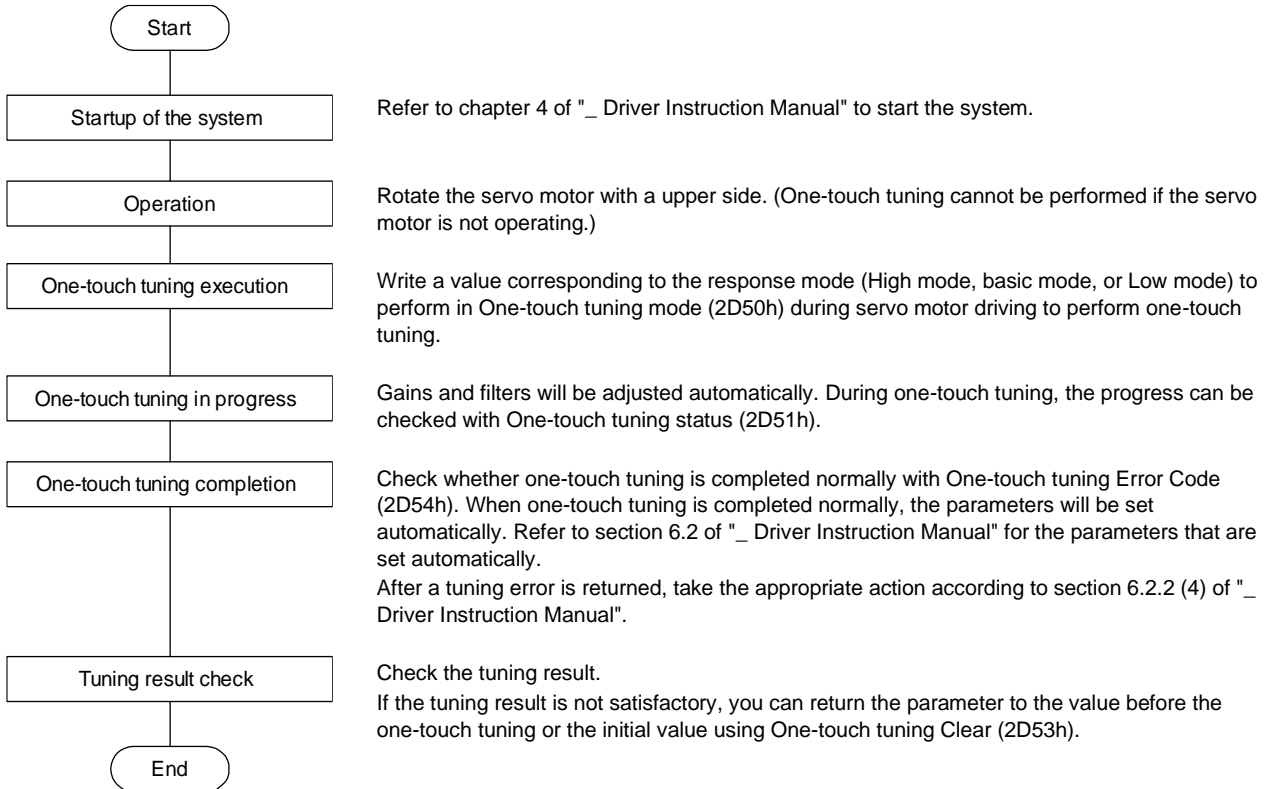 Start
Startup of the system
Refer to chapter 4 of "_ Driver Instruction Manual" to start the system.
Operation
Rotate the servo motor with a upper side. (One-touch tuning cannot be performed if the servo
motor is not operating.)
One-touch tuning execution
Write a value corresponding to the response mode (High mode, basic mode, or Low mode) to
perform in One-touch tuning mode (2D50h) during servo motor driving to perform one-touch
tuning.
One-touch tuning in progress
Gains and filters will be adjusted automatically. During one-touch tuning, the progress can be
checked with One-touch tuning status (2D51h).
One-touch tuning completion
Check whether one-touch tuning is completed normally with One-touch tuning Error Code
(2D54h). When one-touch tuning is completed normally, the parameters will be set
automatically. Refer to section 6.2 of "_ Driver Instruction Manual" for the parameters that are
set automatically.
After a tuning error is returned, take the appropriate action according to section 6.2.2 (4) of "_
Driver Instruction Manual".
Tuning result check
Check the tuning result.
If the tuning result is not satisfactory, you can return the parameter to the value before the
one-touch tuning or the initial value using One-touch tuning Clear (2D53h).
End